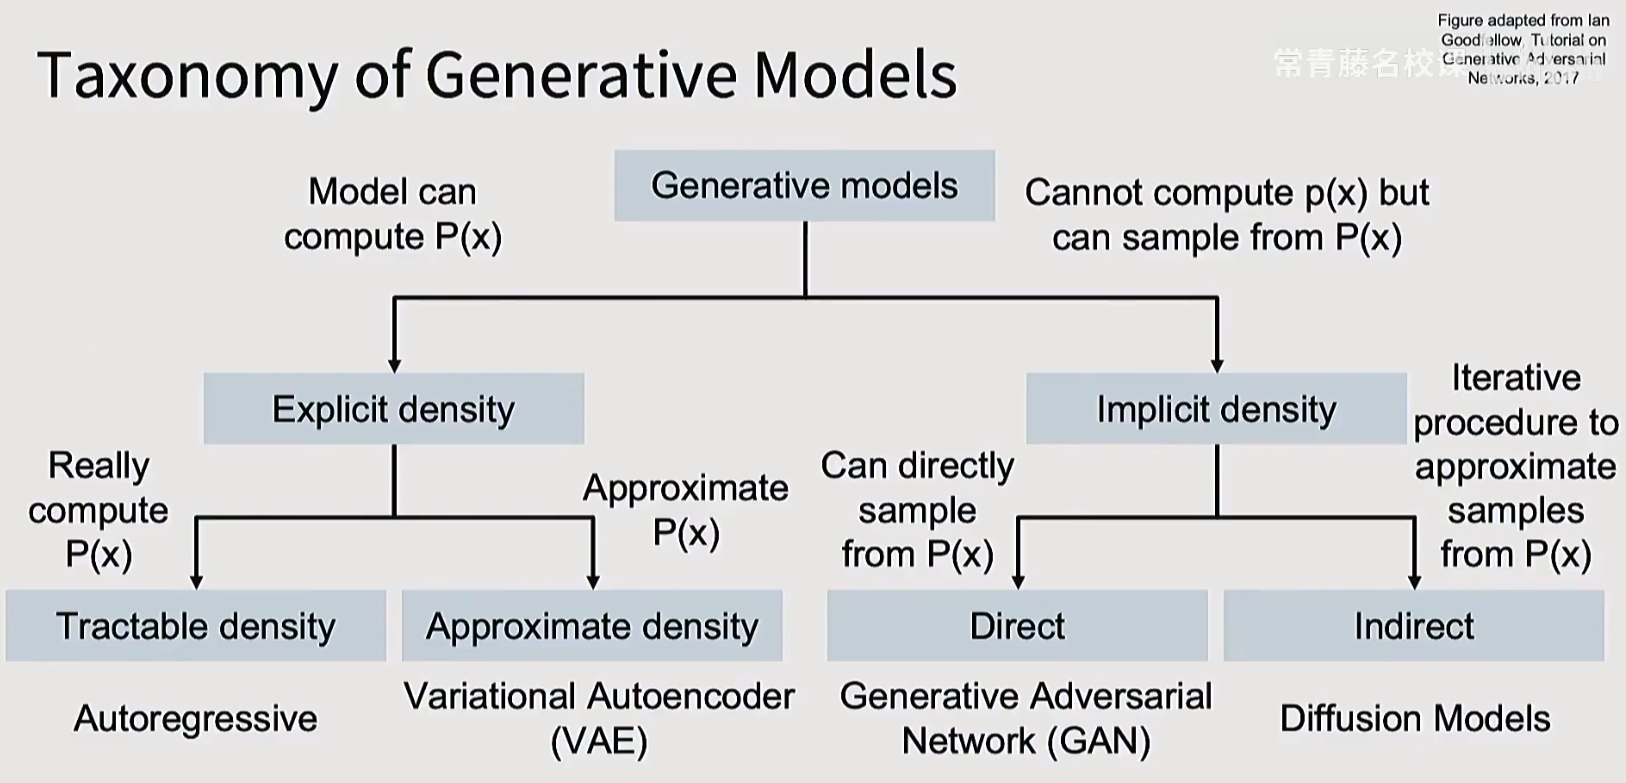 Taxonomy of Generative Models
Figure adapted from Ian
Goodfellow, Tutorial on
Generative Adversarial
Networks, 2017
常青藤名校课
Generative models
Model can
compute P(x)
Cannot compute p(x) but
can sample from P(x)
Explicit density
Implicit density
Really
compute
P(x)
Approximate
P(x)
Can directly
sample
from P(x)
Iterative
procedure to
approximate
samples
from P(x)
Tractable density
Approximate density
Direct
Indirect
Autoregressive
Variational Autoencoder
(VAE)
Generative Adversarial
Network (GAN)
Diffusion Models